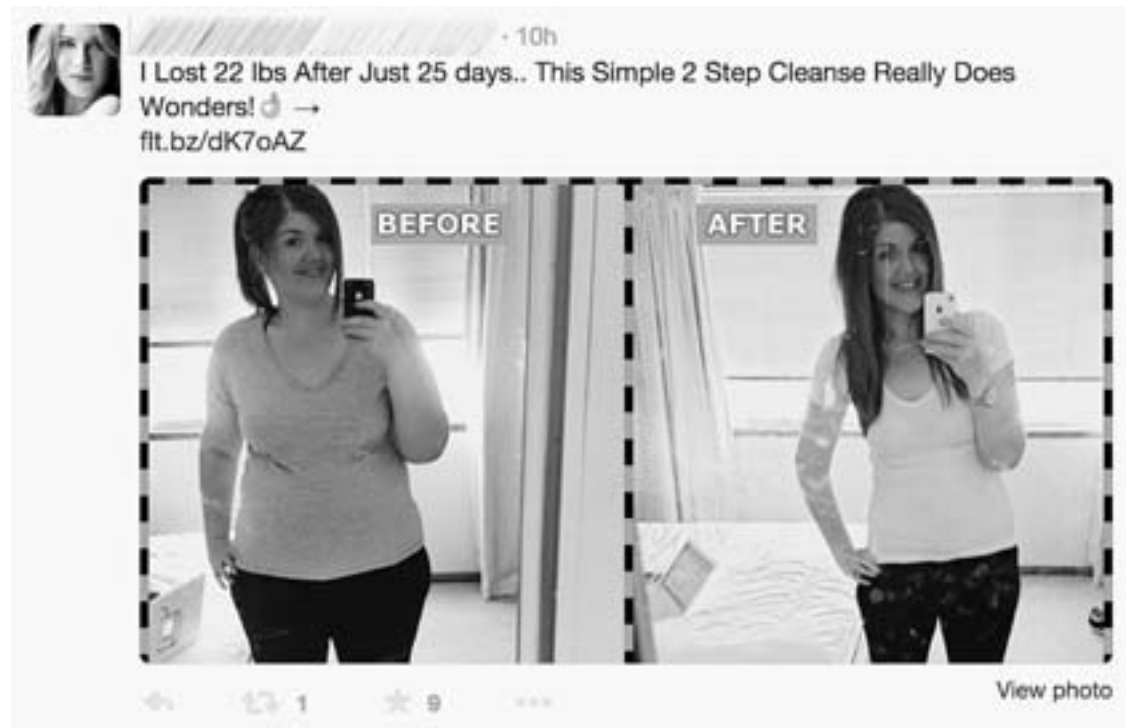 · 10h
I Lost 22 lbs After Just 25 days.. This Simple 2 Step Cleanse Really Does
Wonders!👌 →
flt.bz/dK7oAZ
BEFORE
AFTER
1
9
View photo